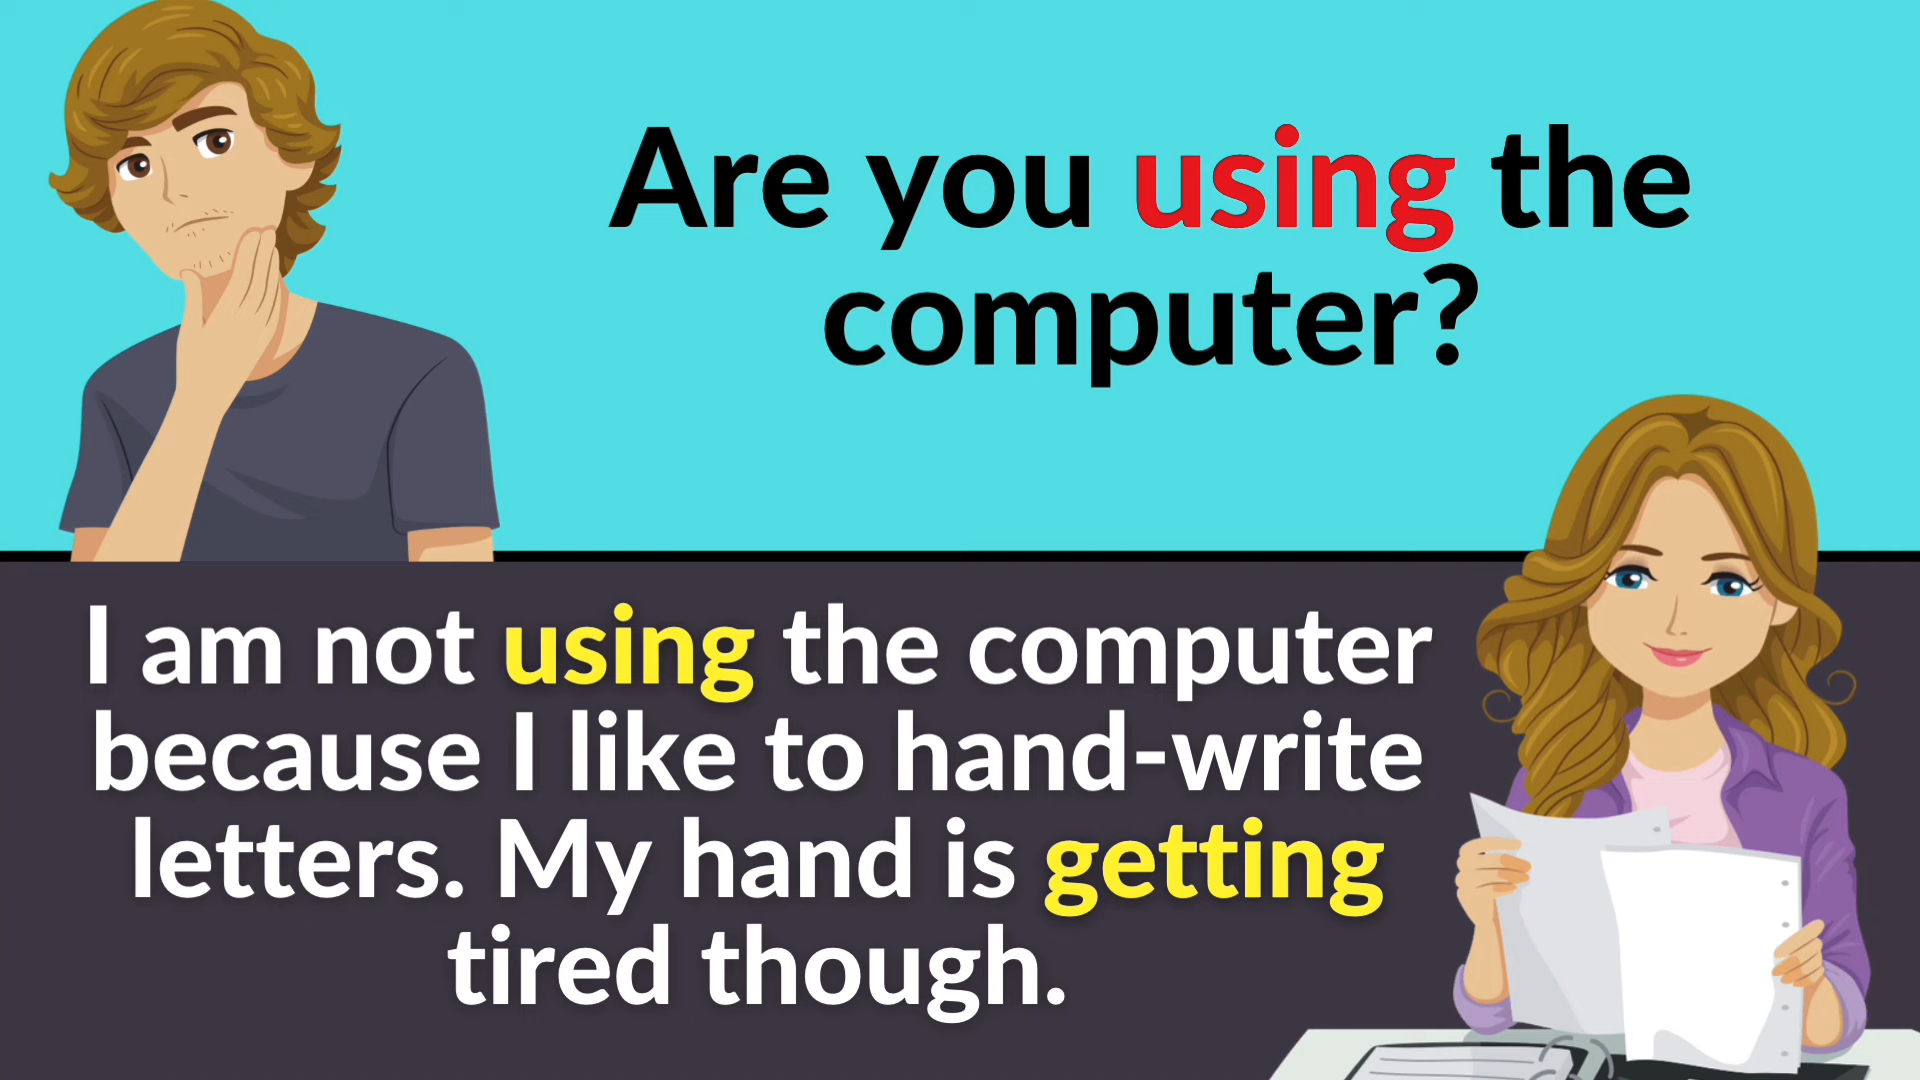 Are you using the
computer?
I am not using the computer
because I like to hand-write
letters. My hand is getting
tired though.